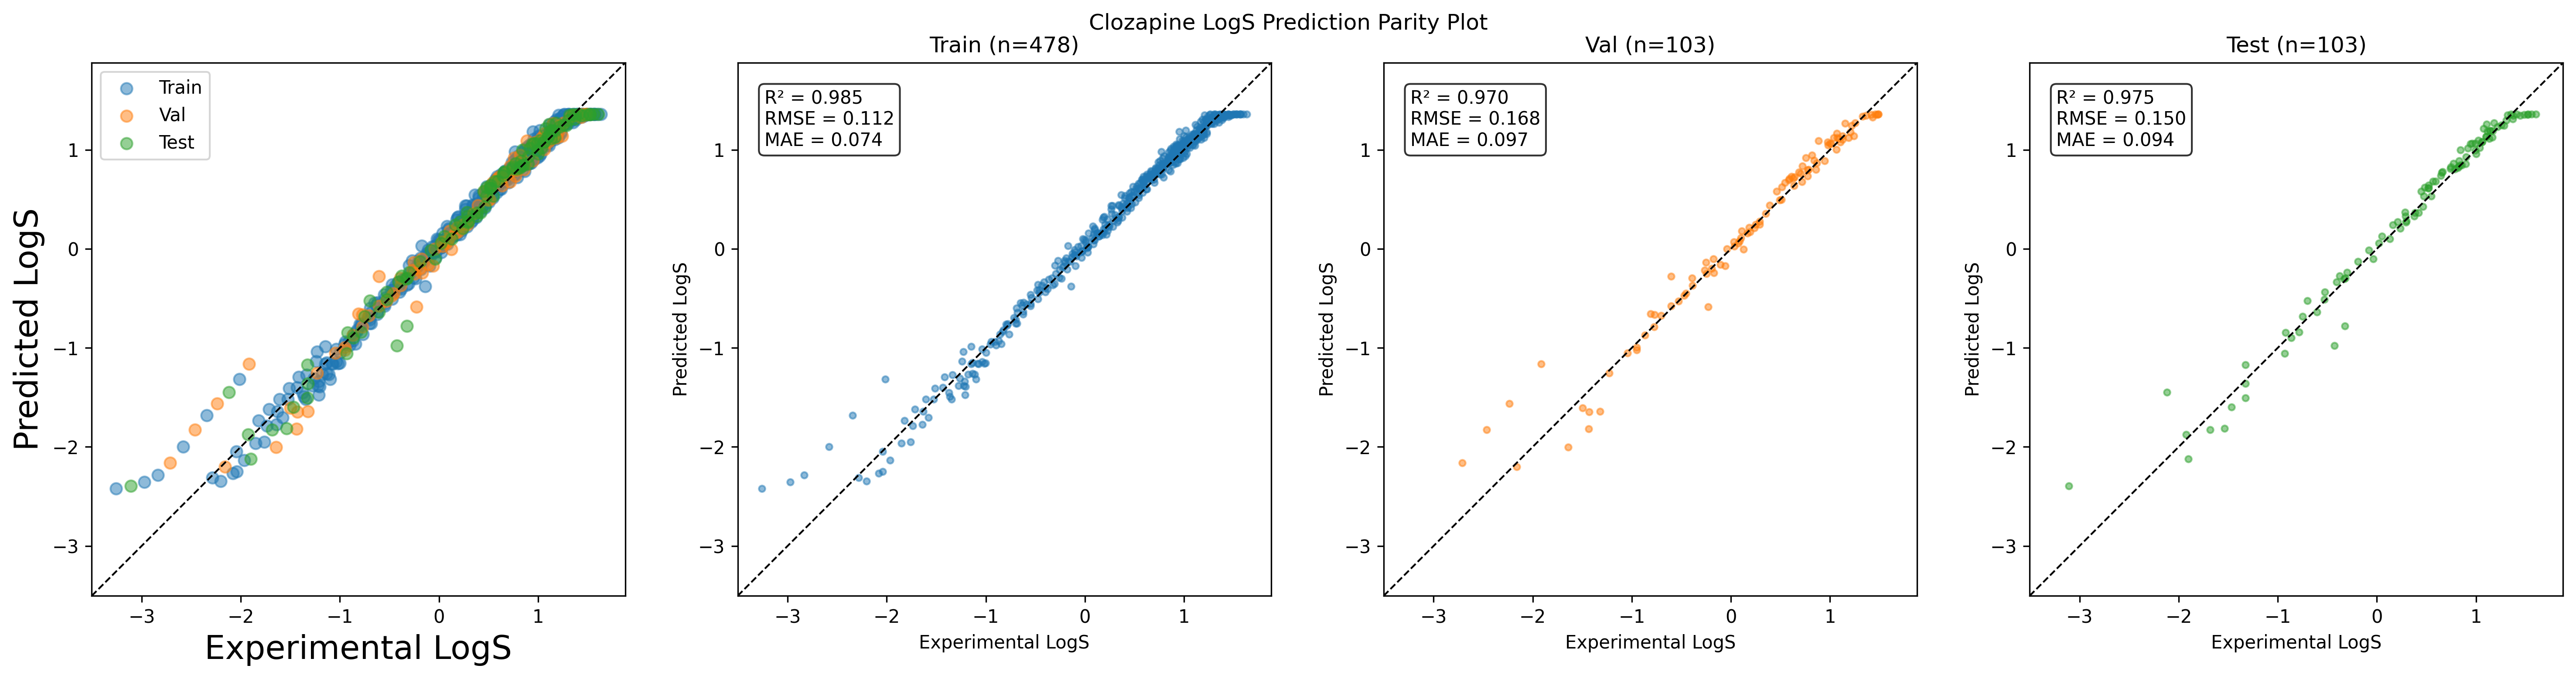 Clozapine LogS Prediction Parity Plot
Train
Val
Test
1
0
−1
−2
−3
−3
−2
−1
0
1
Predicted LogS
Experimental LogS
Train (n=478)
R² = 0.985
RMSE = 0.112
MAE = 0.074
1
0
−1
−2
−3
−3
−2
−1
0
1
Predicted LogS
Experimental LogS
Val (n=103)
R² = 0.970
RMSE = 0.168
MAE = 0.097
1
0
−1
−2
−3
−3
−2
−1
0
1
Predicted LogS
Experimental LogS
Test (n=103)
R² = 0.975
RMSE = 0.150
MAE = 0.094
1
0
−1
−2
−3
−3
−2
−1
0
1
Predicted LogS
Experimental LogS